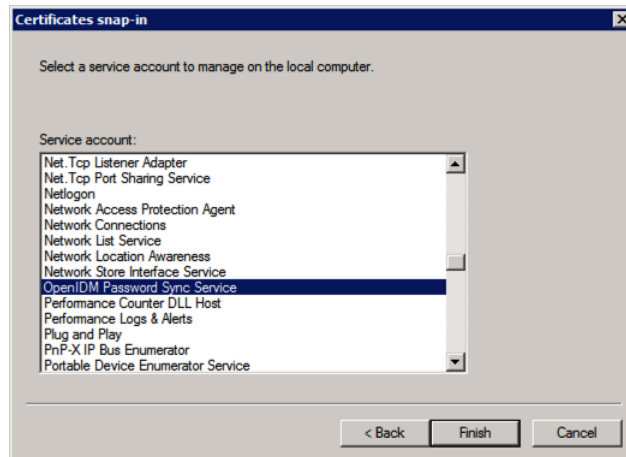 Certificates snap-in
Select a service account to manage on the local computer.
Service account:
Net.Tcp Listener Adapter
Net.Tcp Port Sharing Service
Netlogon
Network Access Protection Agent
Network Connections
Network List Service
Network Location Awareness
Network Store Interface Service
OpenIDM Password Sync Service
Performance Counter DLL Host
Performance Logs & Alerts
Plug and Play
PnP-X IP Bus Enumerator
Portable Device Enumerator Service
< Back Finish Cancel